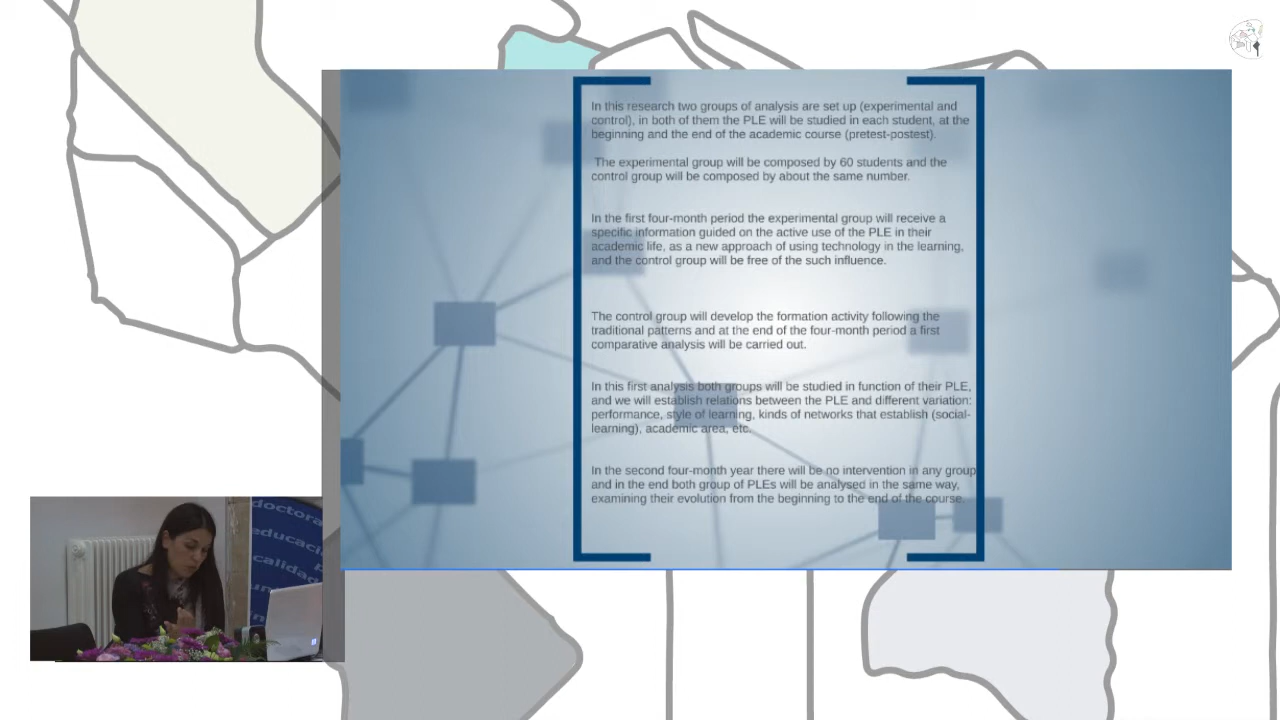 In this research two groups of analysis are set up (experimental and
control), in both of them the PLE will be studied in each student, at the
beginning and the end of the academic course (pretest-postest).
The experimental group will be composed by 60 students and the
control group will be composed by about the same number.
In the first four-month period the experimental group will receive a
specific information guided on the active use of the PLE in their
academic life, as a new approach of using technology in the learning,
and the control group will be free of the such influence.
The control group will develop the formation activity following the
traditional patterns and at the end of the four-month period a first
comparative analysis will be carried out.
In this first analysis both groups will be studied in function of their PLE,
and we will establish relations between the PLE and different variation:
performance, style of learning, kinds of networks that establish (social-
learning), academic area, etc.
In the second four-month year there will be no intervention in any group
and in the end both group of PLEs will be analysed in the same way,
examining their evolution from the beginning to the end of the course.
doctora
educaci
calidad